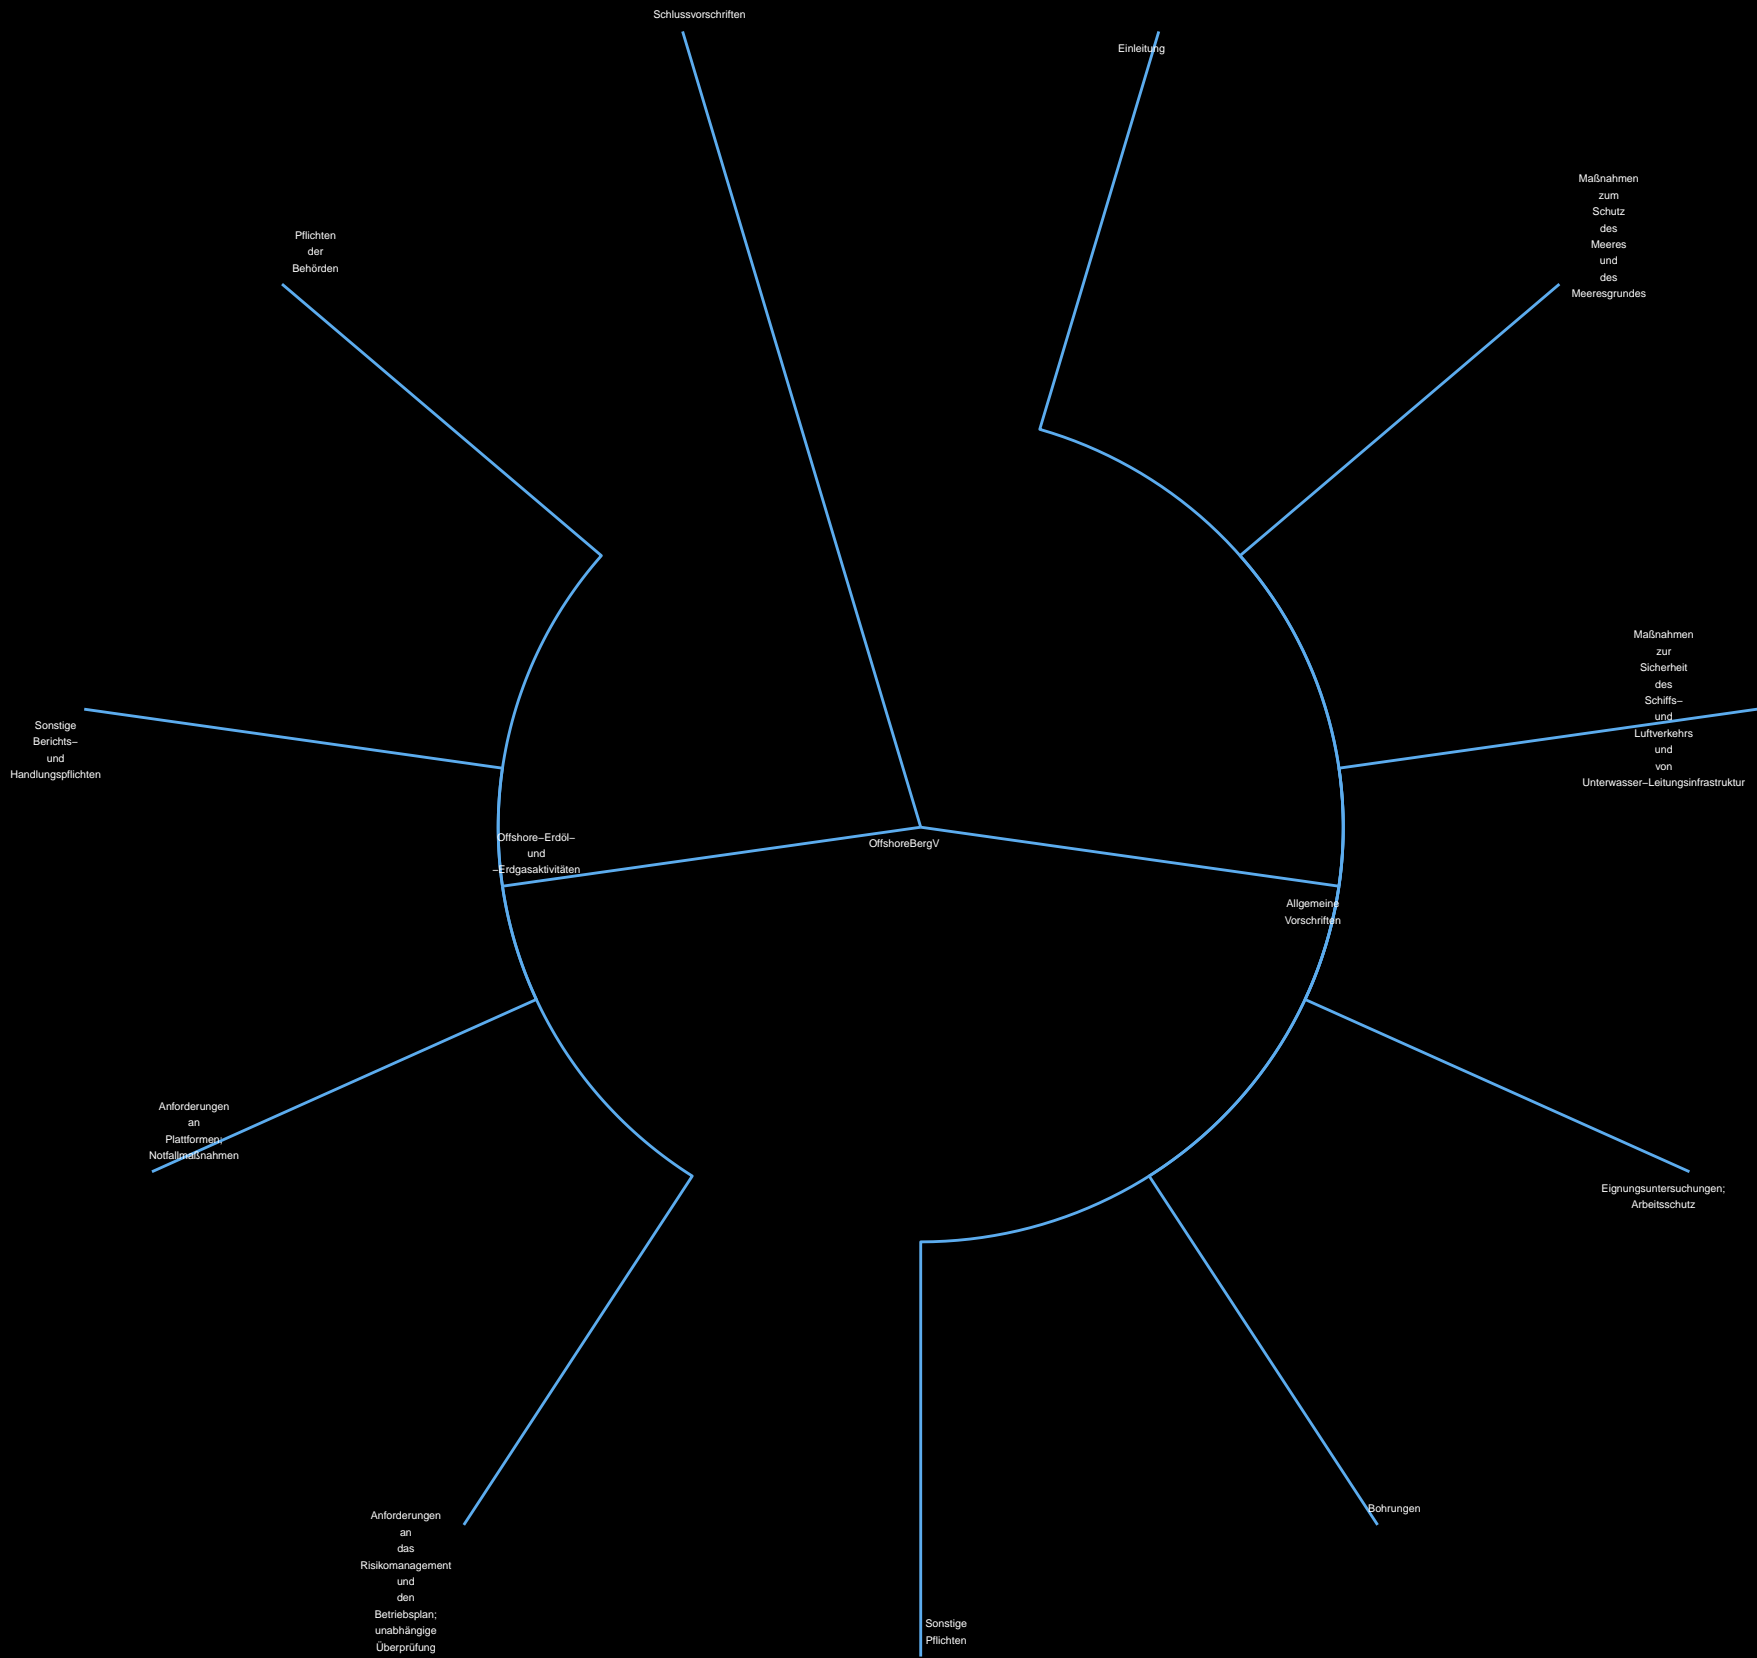 Schlussvorschriften
Einleitung
Maßnahmen
zum
Schutz
des
Meeres
und
des
Meeresgrundes
Pflichten
der
Behörden
Maßnahmen
zur
Sicherheit
des
Schiffs–
und
Luftverkehrs
und
von
Unterwasser–Leitungsinfrastruktur
Sonstige
Berichts–
und
Handlungspflichten
Offshore–Erdöl–
und
–Erdgasaktivitäten
OffshoreBergV
Allgemeine
Vorschriften
Anforderungen
an
Plattformen;
Notfallmaßnahmen
Eignungsuntersuchungen;
Arbeitsschutz
Bohrungen
Anforderungen
an
das
Risikomanagement
und
den
Betriebsplan;
unabhängige
Überprüfung
Sonstige
Pflichten